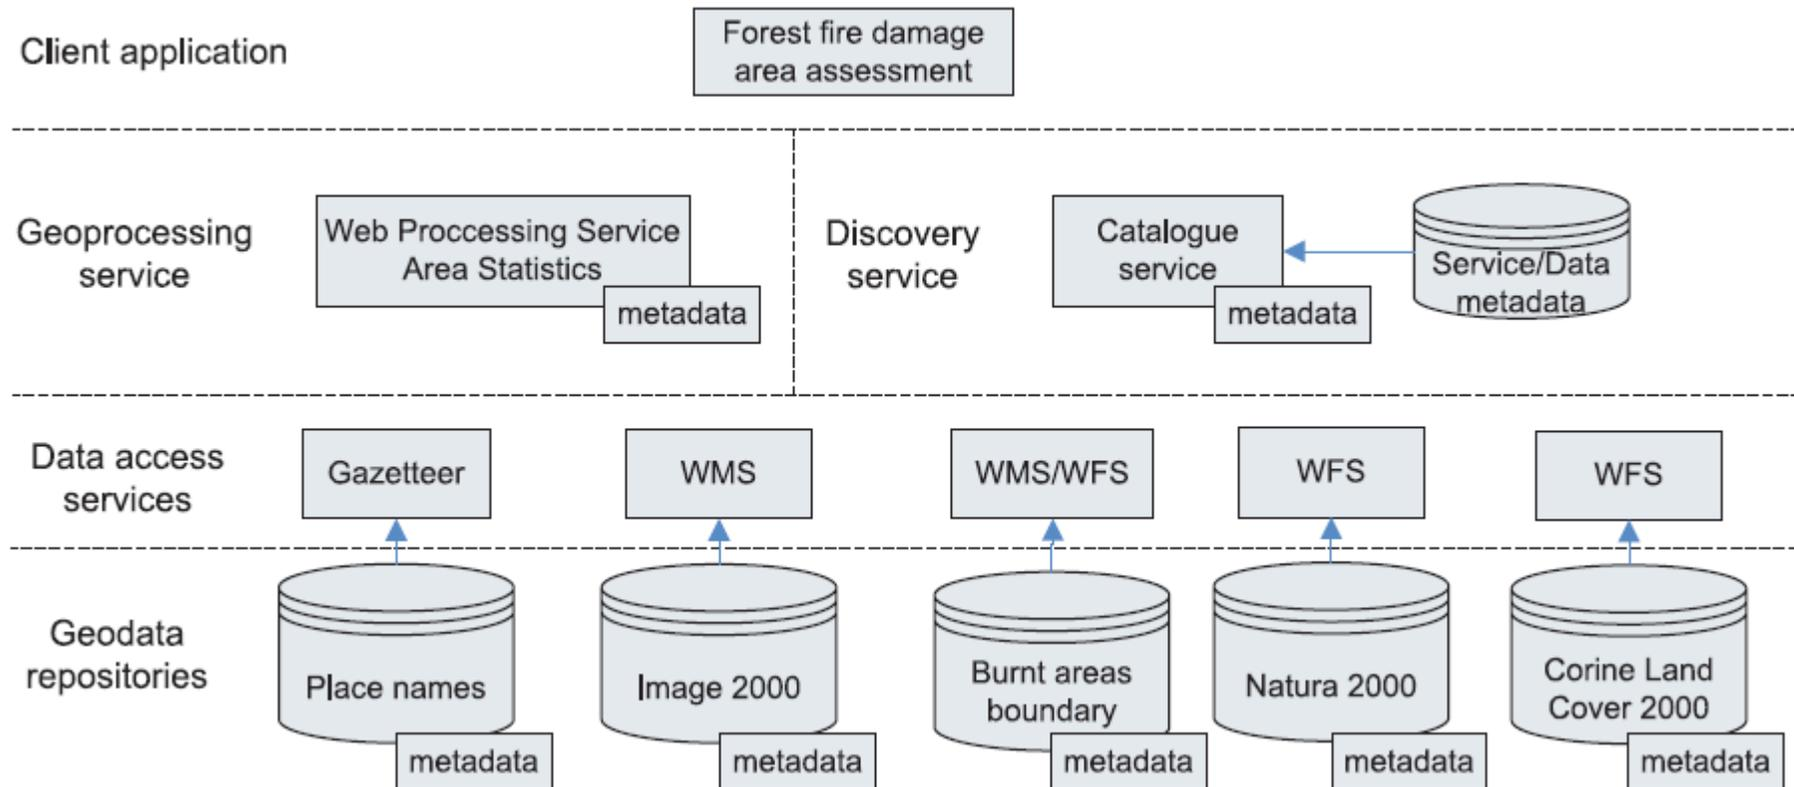 Client application
Forest fire damage
area assessment
Geoprocessing
service
Web Proccessing Service
Area Statistics
metadata
Discovery
service
Catalogue
service
metadata
Service/Data
metadata
Data access
services
Gazetteer
WMS
WMS/WFS
WFS
WFS
Geodata
repositories
Place names
metadata
Image 2000
metadata
Burnt areas
boundary
metadata
Natura 2000
metadata
Corine Land
Cover 2000
metadata